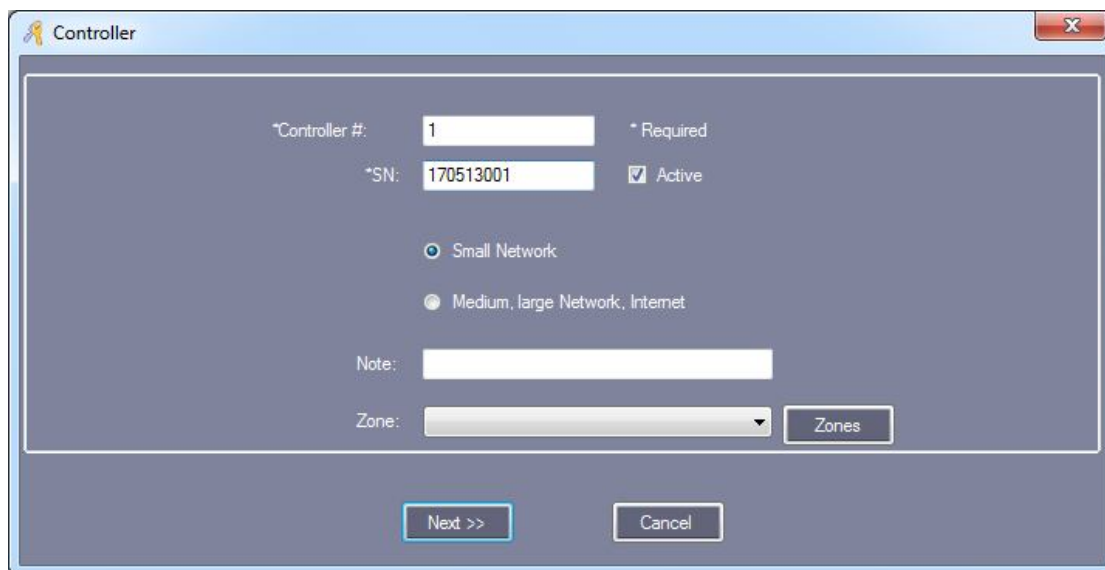 Controller
*Controller #: 1 * Required
*SN: 170513001 Active
Small Network
Medium, large Network, Internet
Note:
Zone: Zones
Next >> Cancel